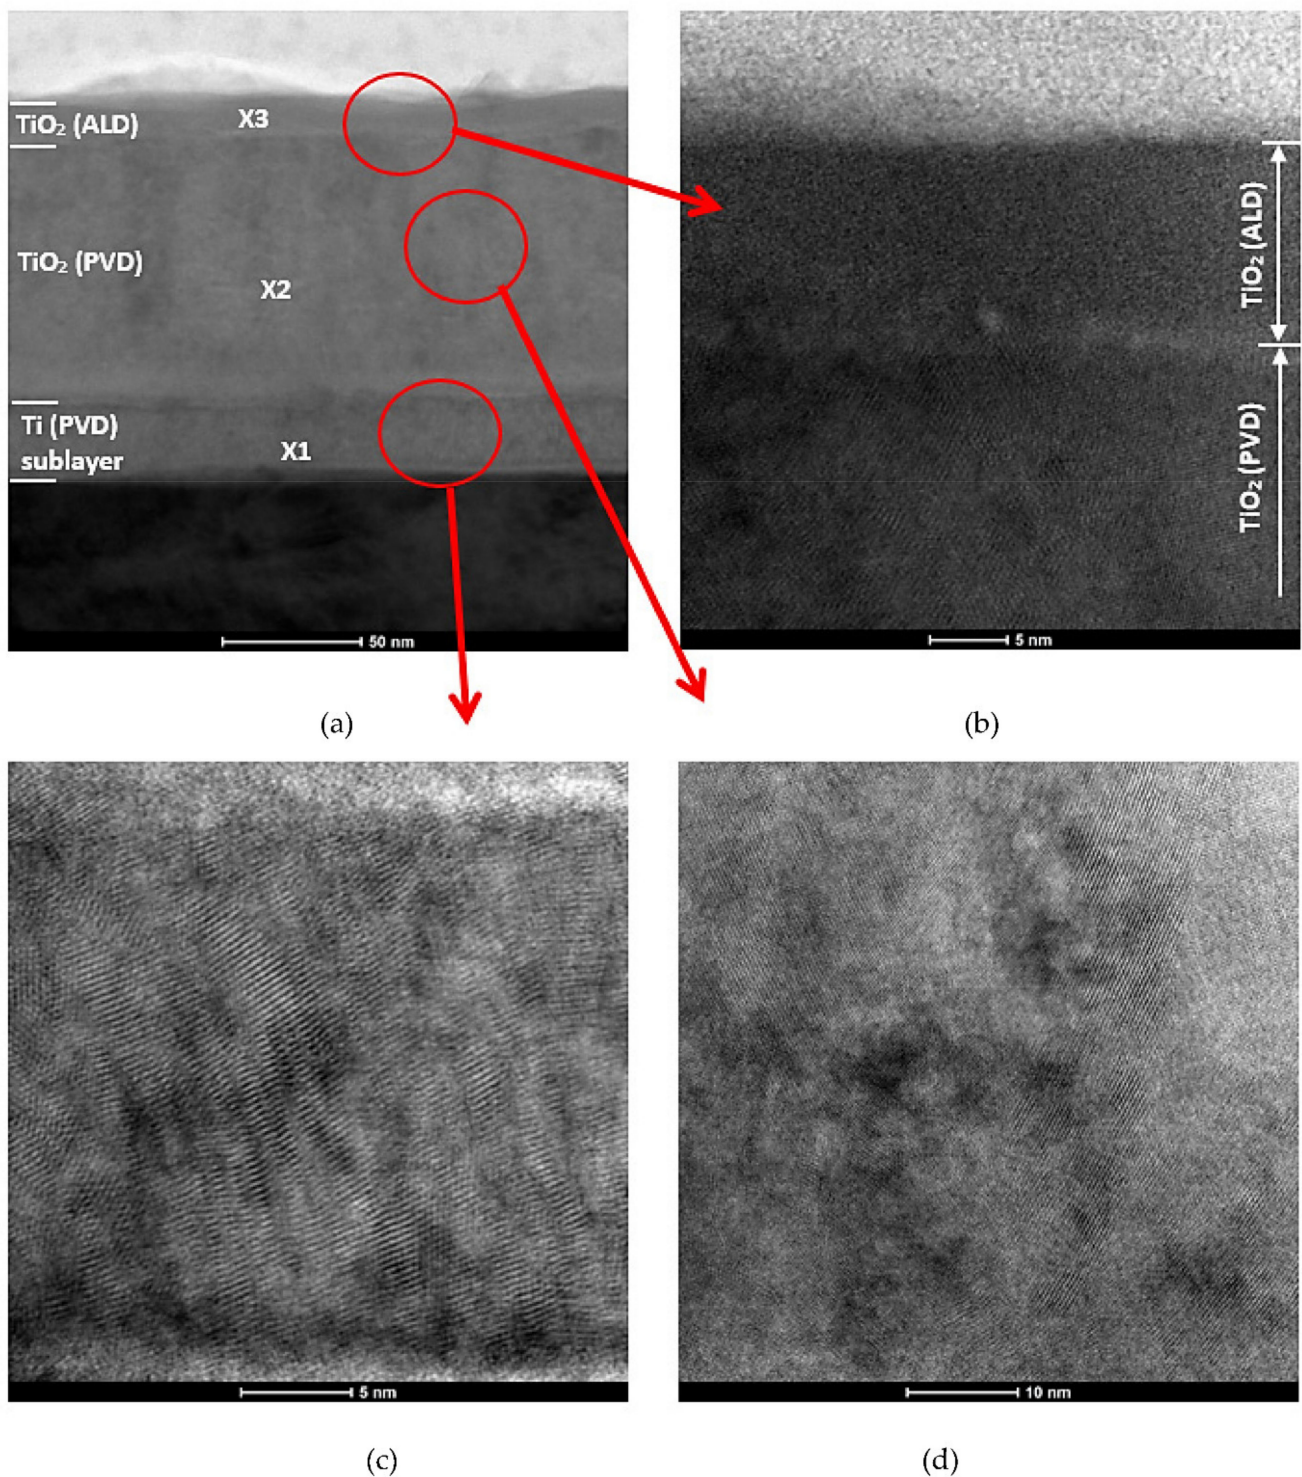 TiO₂ (ALD)
X3
TiO₂ (PVD)
X2
Ti (PVD)
sublayer
X1
50 nm
(a)
TiO₂ (ALD)
TiO₂ (PVD)
5 nm
(b)
5 nm
(c)
10 nm
(d)